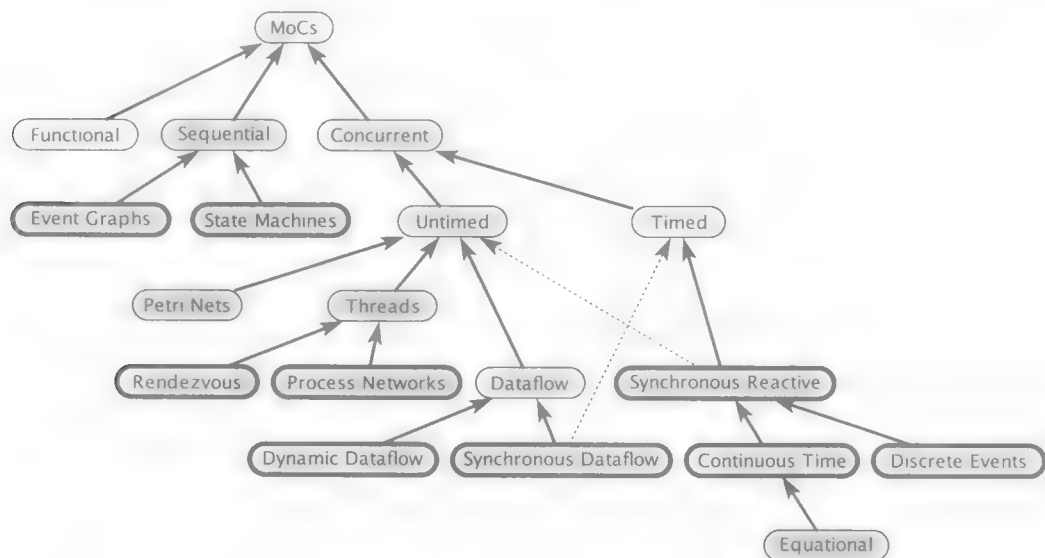 MoCs
Functional
Sequential
Concurrent
Event Graphs
State Machines
Untimed
Timed
Petri Nets
Threads
Rendezvous
Process Networks
Dataflow
Synchronous Reactive
Dynamic Dataflow
Synchronous Dataflow
Continuous Time
Discrete Events
Equational